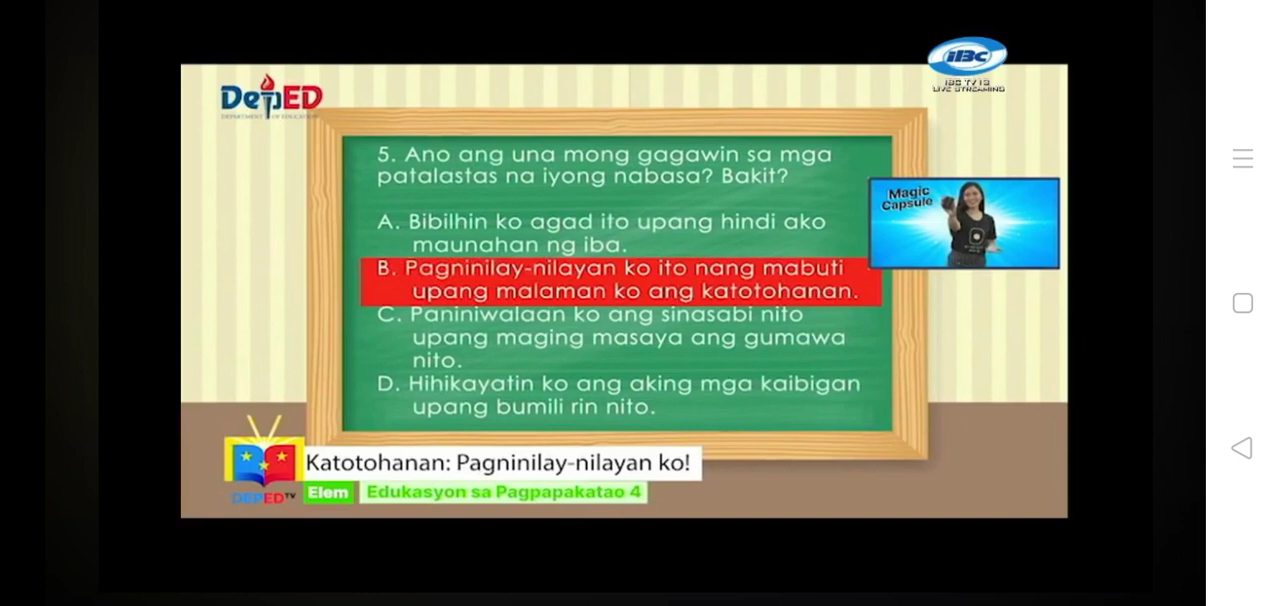 iBC
IBC TV13
LIVE STREAMING
DepED
DEPARTMENT OF EDUCATION
5. Ano ang una mong gagawin sa mga
patalastas na iyong nabasa? Bakit?
Magic
Capsule
A. Bibilhin ko agad ito upang hindi ako
maunahan ng iba.
B. Pagninilay-nilayan ko ito nang mabuti
upang malaman ko ang katotohanan.
C. Paniniwalaan ko ang sinasabi nito
upang maging masaya ang gumawa
nito.
D. Hihikayatin ko ang aking mga kaibigan
upang bumili rin nito.
Katotohanan: Pagninilay-nilayan ko!
DEPED TV
Elem Edukasyon sa Pagpapakatao 4